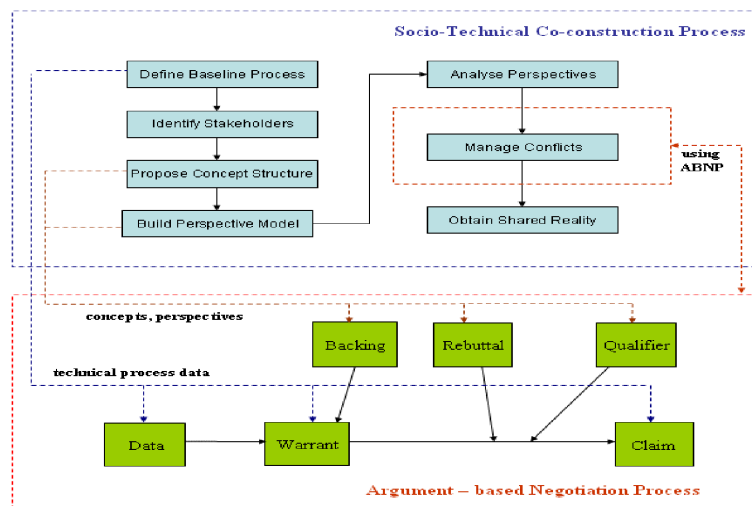 Socio-Technical Co-construction Process
Define Baseline Process
Identify Stakeholders
Propose Concept Structure
Build Perspective Model
Analyse Perspectives
Manage Conflicts
using
ABNP
Obtain Shared Reality
concepts, perspectives
Backing
Rebuttal
Qualifier
technical process data
Data
Warrant
Claim
Argument – based Negotiation Process